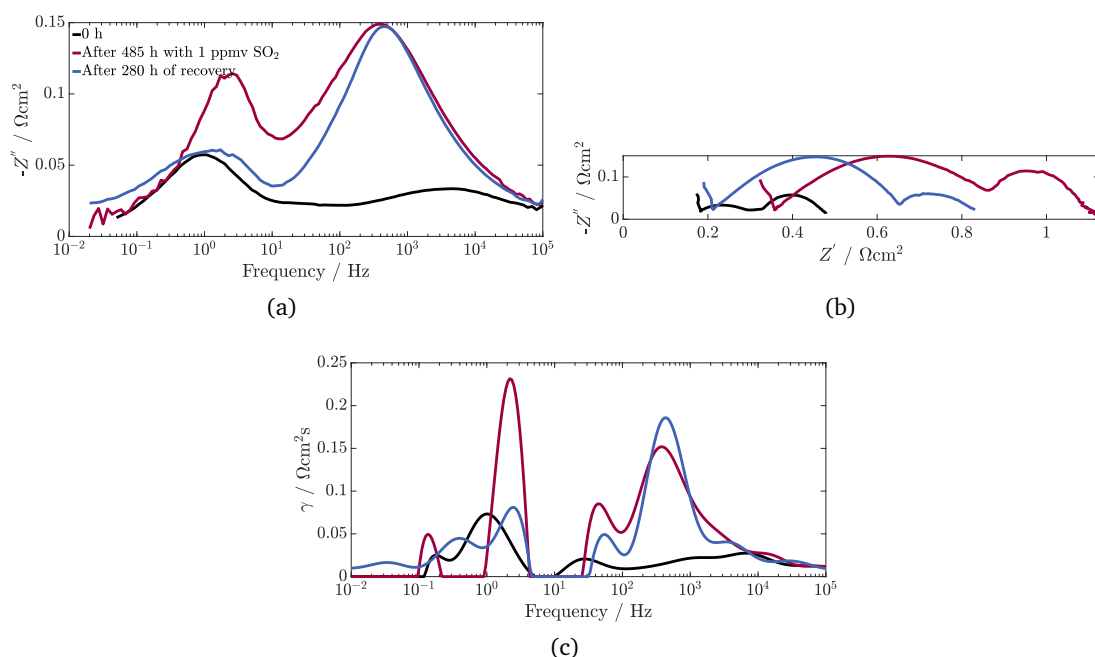 0 h
After 485 h with 1 ppmv SO₂
After 280 h of recovery
-Z″ / Ωcm²
0.15
0.1
0.05
0
10⁻² 10⁻¹ 10⁰ 10¹ 10² 10³ 10⁴ 10⁵
Frequency / Hz
(a)
-Z″ / Ωcm²
0.1
0
0 0.2 0.4 0.6 0.8 1
Z′ / Ωcm²
(b)
γ / Ωcm²s
0.25
0.2
0.15
0.1
0.05
0
10⁻² 10⁻¹ 10⁰ 10¹ 10² 10³ 10⁴ 10⁵
Frequency / Hz
(c)